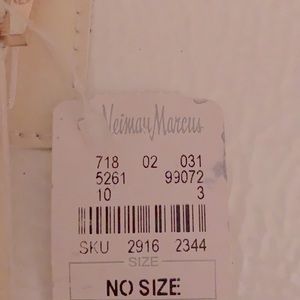 Neiman Marcus
718 02 031
5261 99072
10 3
SKU 2916 2344
SIZE
NO SIZE